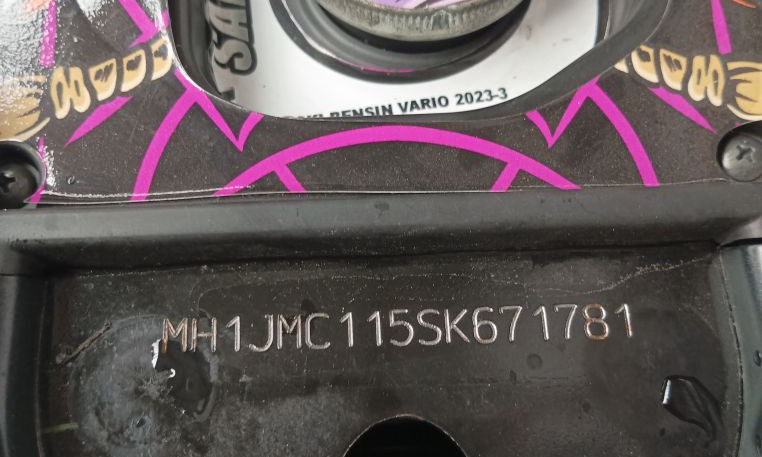 BENSIN VARIO 2023-3
MH1JMC115SK671781